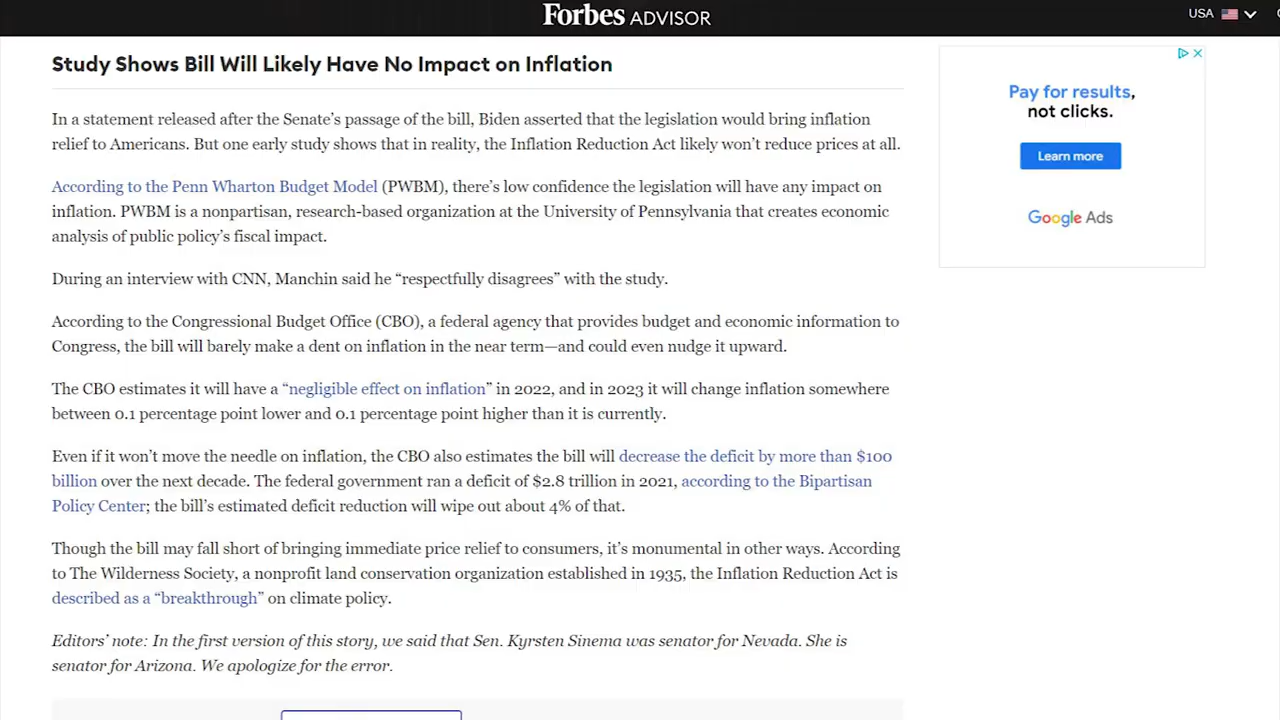 Forbes ADVISOR
USA
Study Shows Bill Will Likely Have No Impact on Inflation
In a statement released after the Senate’s passage of the bill, Biden asserted that the legislation would bring inflation
relief to Americans. But one early study shows that in reality, the Inflation Reduction Act likely won’t reduce prices at all.
According to the Penn Wharton Budget Model (PWBM), there’s low confidence the legislation will have any impact on
inflation. PWBM is a nonpartisan, research-based organization at the University of Pennsylvania that creates economic
analysis of public policy’s fiscal impact.
During an interview with CNN, Manchin said he “respectfully disagrees” with the study.
According to the Congressional Budget Office (CBO), a federal agency that provides budget and economic information to
Congress, the bill will barely make a dent on inflation in the near term—and could even nudge it upward.
The CBO estimates it will have a “negligible effect on inflation” in 2022, and in 2023 it will change inflation somewhere
between 0.1 percentage point lower and 0.1 percentage point higher than it is currently.
Even if it won’t move the needle on inflation, the CBO also estimates the bill will decrease the deficit by more than $100
billion over the next decade. The federal government ran a deficit of $2.8 trillion in 2021, according to the Bipartisan
Policy Center; the bill’s estimated deficit reduction will wipe out about 4% of that.
Though the bill may fall short of bringing immediate price relief to consumers, it’s monumental in other ways. According
to The Wilderness Society, a nonprofit land conservation organization established in 1935, the Inflation Reduction Act is
described as a “breakthrough” on climate policy.
Editors’ note: In the first version of this story, we said that Sen. Kyrsten Sinema was senator for Nevada. She is
senator for Arizona. We apologize for the error.
Pay for results,
not clicks.
Learn more
Google Ads